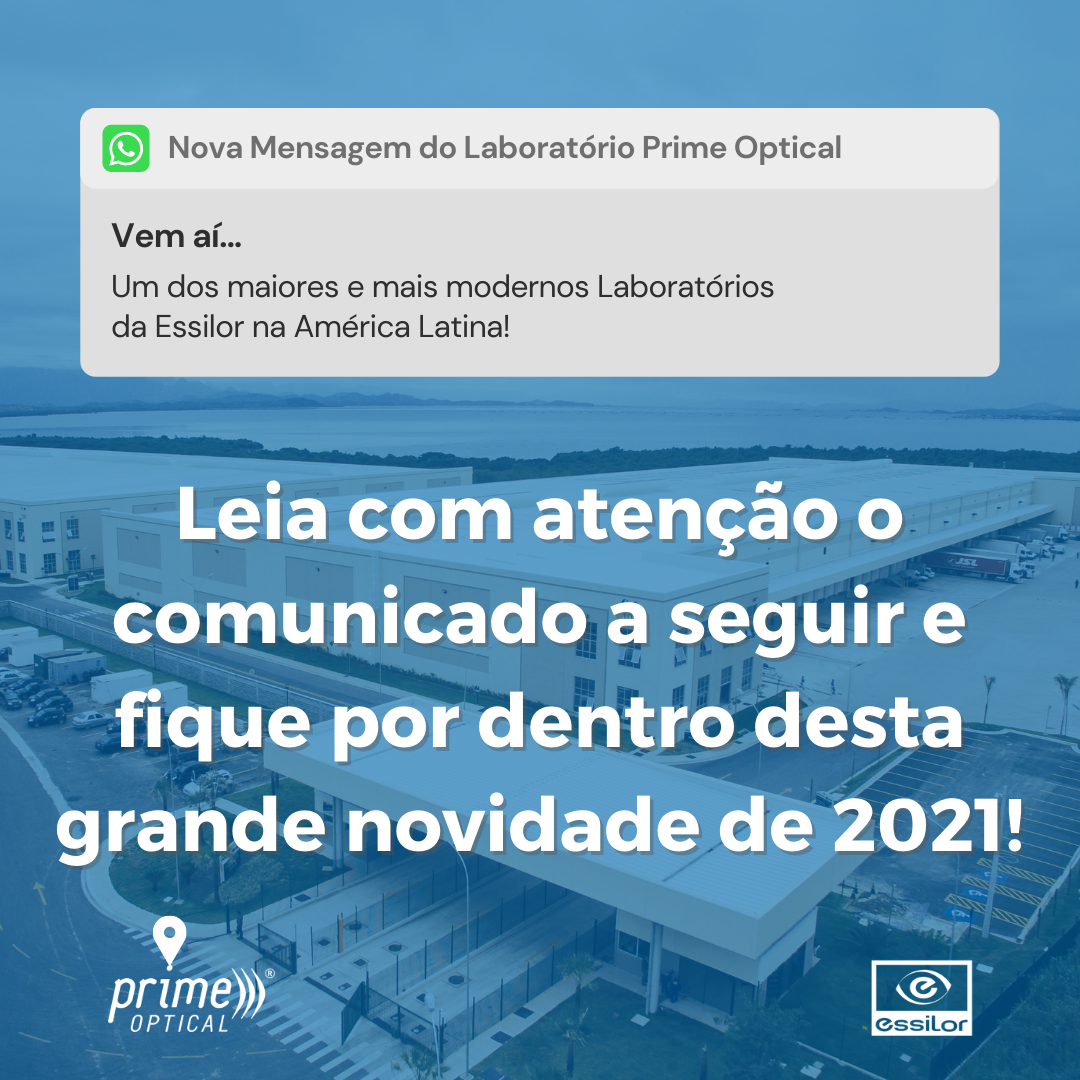 Nova Mensagem do Laboratório Prime Optical
Vem aí...
Um dos maiores e mais modernos Laboratórios
da Essilor na América Latina!
Leia com atenção o
comunicado a seguir e
fique por dentro desta
grande novidade de 2021!
JSL
prime®
OPTICAL
essilor